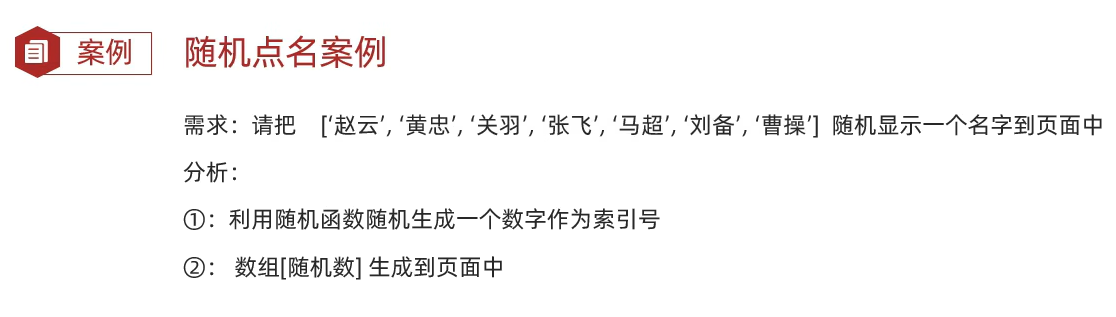 案例 随机点名案例
需求：请把 [‘赵云’, ‘黄忠’, ‘关羽’, ‘张飞’, ‘马超’, ‘刘备’, ‘曹操’] 随机显示一个名字到页面中
分析：
①：利用随机函数随机生成一个数字作为索引号
②： 数组[随机数] 生成到页面中